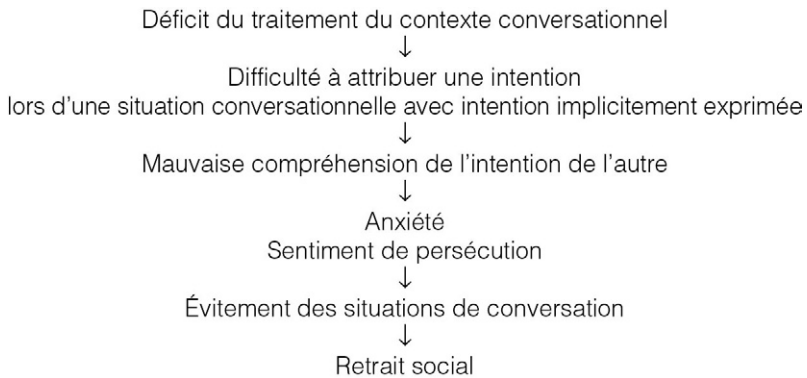 Déficit du traitement du contexte conversationnel
↓
Difficulté à attribuer une intention
lors d'une situation conversationnelle avec intention implicitement exprimée
↓
Mauvaise compréhension de l'intention de l'autre
↓
Anxiété
Sentiment de persécution
↓
Évitement des situations de conversation
↓
Retrait social